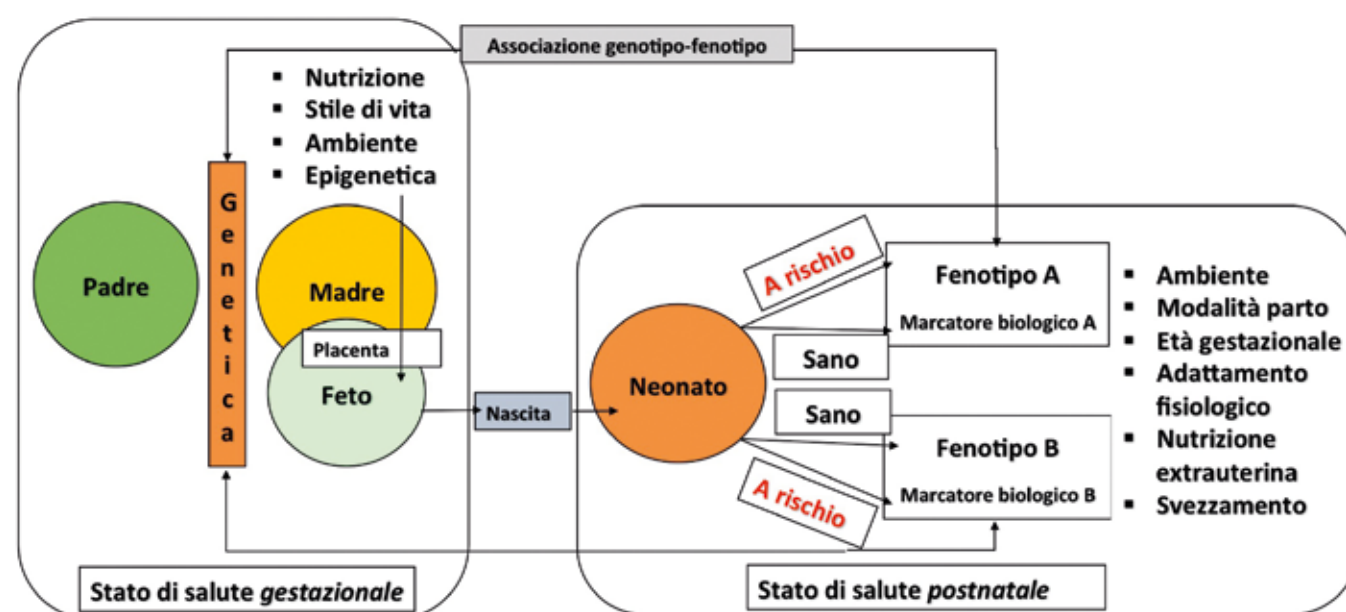 Associazione genotipo-fenotipo
▪ Nutrizione
▪ Stile di vita
▪ Ambiente
▪ Epigenetica
Genetica
Padre
Madre
Placenta
Feto
Nascita
Stato di salute gestazionale
Neonato
A rischio
Sano
Sano
A rischio
Fenotipo A
Marcatore biologico A
Fenotipo B
Marcatore biologico B
▪ Ambiente
▪ Modalità parto
▪ Età gestazionale
▪ Adattamento
fisiologico
▪ Nutrizione
extrauterina
▪ Svezzamento
Stato di salute postnatale